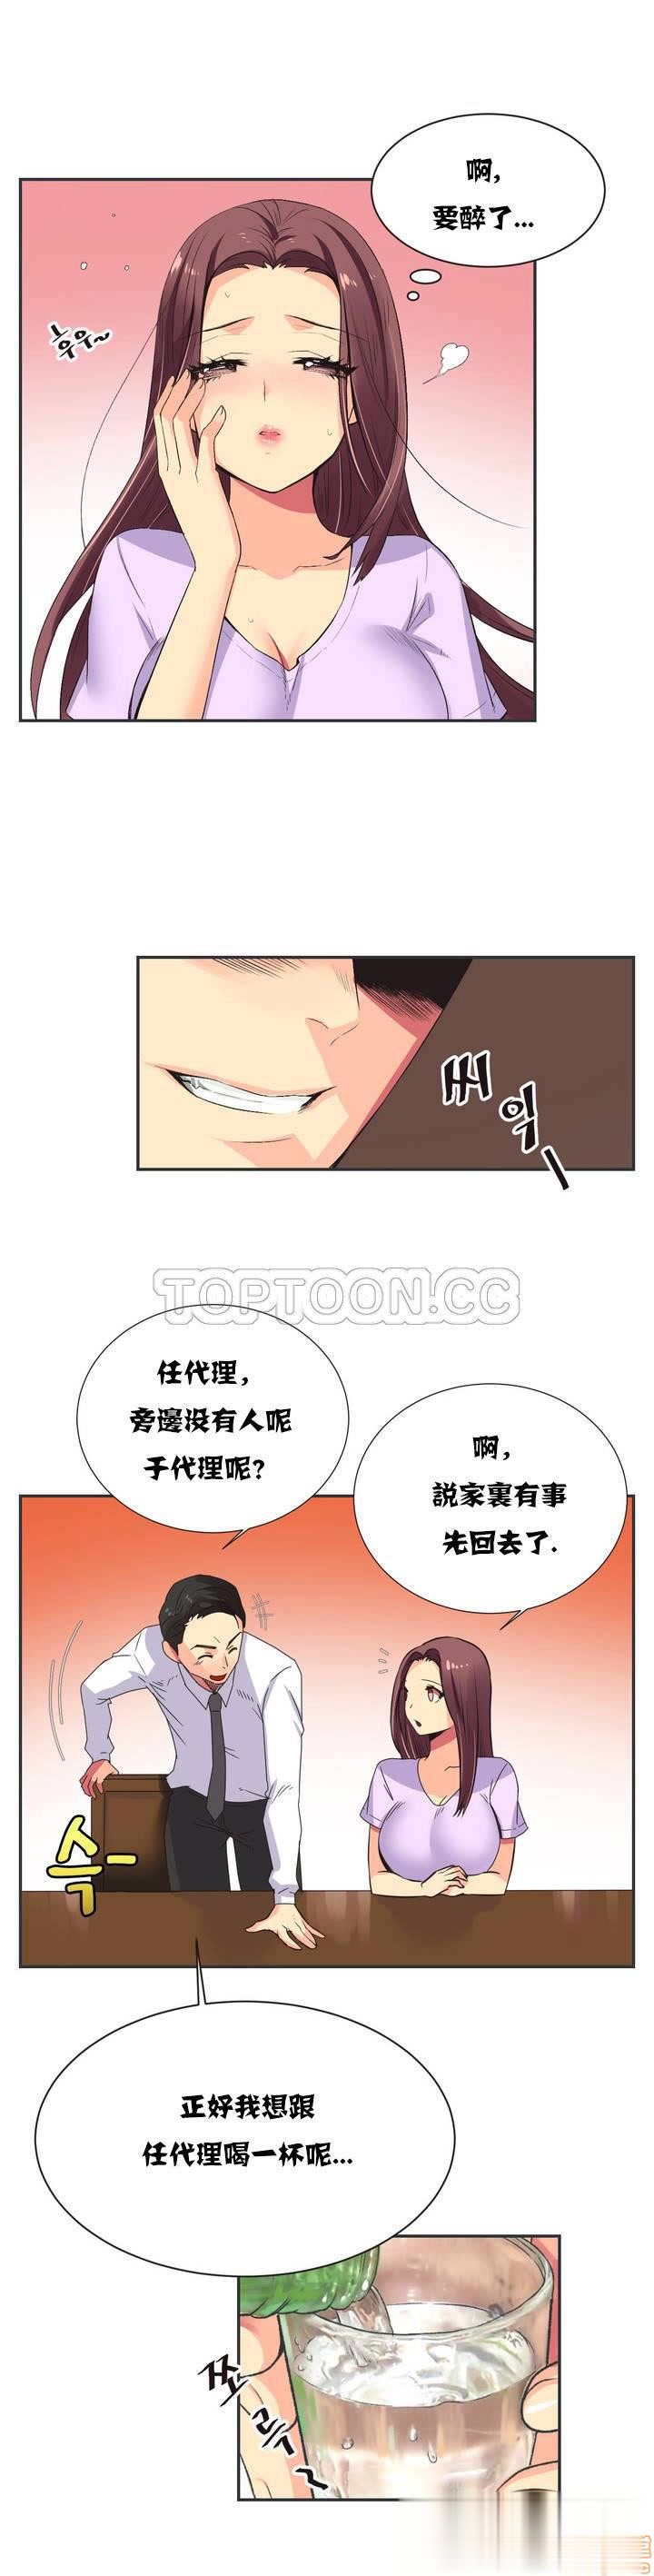 啊,
要醉了...
후우~
씨익
TOPTOON.CC
任代理,
旁邊没有人呢
于代理呢?
啊,
説家裏有事
先回去了.
스윽-
正好我想跟
任代理喝一杯呢...
쪼륵~